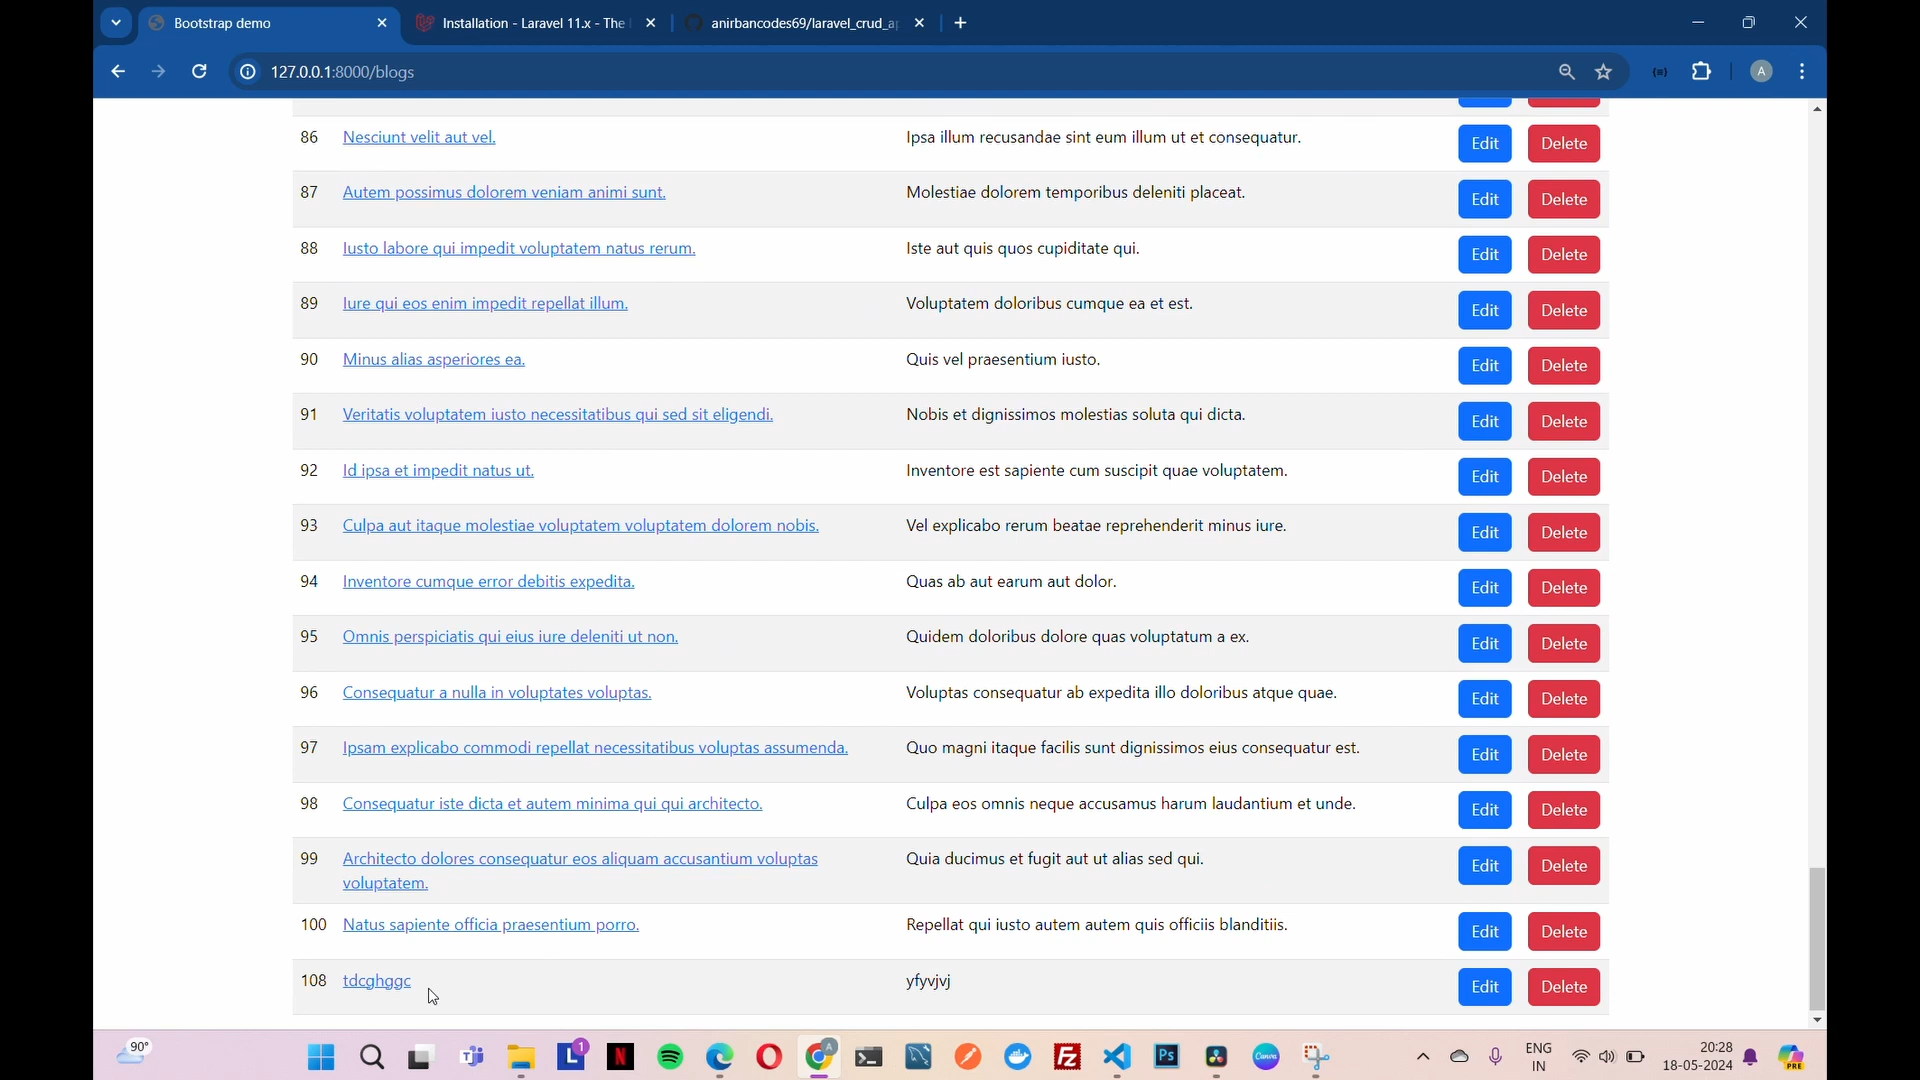 Bootstrap demo
Installation - Laravel 11.x - The
anirbancodes69/laravel_crud_a
127.0.0.1:8000/blogs
A
86 Nesciunt velit aut vel. Ipsa illum recusandae sint eum illum ut et consequatur. Edit Delete
87 Autem possimus dolorem veniam animi sunt. Molestiae dolorem temporibus deleniti placeat. Edit Delete
88 Iusto labore qui impedit voluptatem natus rerum. Iste aut quis quos cupiditate qui. Edit Delete
89 Iure qui eos enim impedit repellat illum. Voluptatem doloribus cumque ea et est. Edit Delete
90 Minus alias asperiores ea. Quis vel praesentium iusto. Edit Delete
91 Veritatis voluptatem iusto necessitatibus qui sed sit eligendi. Nobis et dignissimos molestias soluta qui dicta. Edit Delete
92 Id ipsa et impedit natus ut. Inventore est sapiente cum suscipit quae voluptatem. Edit Delete
93 Culpa aut itaque molestiae voluptatem voluptatem dolorem nobis. Vel explicabo rerum beatae reprehenderit minus iure. Edit Delete
94 Inventore cumque error debitis expedita. Quas ab aut earum aut dolor. Edit Delete
95 Omnis perspiciatis qui eius iure deleniti ut non. Quidem doloribus dolore quas voluptatum a ex. Edit Delete
96 Consequatur a nulla in voluptates voluptas. Voluptas consequatur ab expedita illo doloribus atque quae. Edit Delete
97 Ipsam explicabo commodi repellat necessitatibus voluptas assumenda. Quo magni itaque facilis sunt dignissimos eius consequatur est. Edit Delete
98 Consequatur iste dicta et autem minima qui qui architecto. Culpa eos omnis neque accusamus harum laudantium et unde. Edit Delete
99 Architecto dolores consequatur eos aliquam accusantium voluptas Quia ducimus et fugit aut ut alias sed qui. Edit Delete
voluptatem.
100 Natus sapiente officia praesentium porro. Repellat qui iusto autem autem quis officiis blanditiis. Edit Delete
108 tdcghggc yfyvjvj Edit Delete
90°
L 1
N
A
Fz
Ps
Canva
ENG
IN
20:28
18-05-2024
PRE